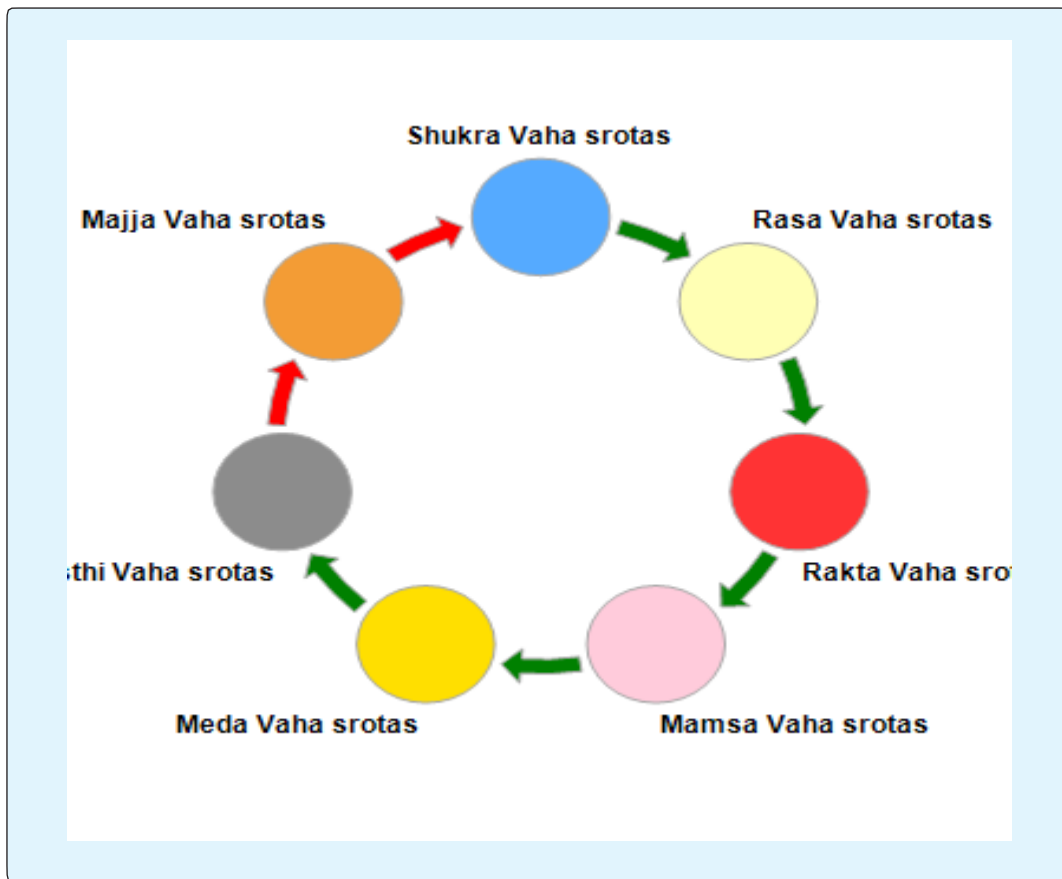 Shukra Vaha srotas
Majja Vaha srotas
Rasa Vaha srotas
Vaha srotas
Rakta Vaha
Meda Vaha srotas
Mamsa Vaha srotas